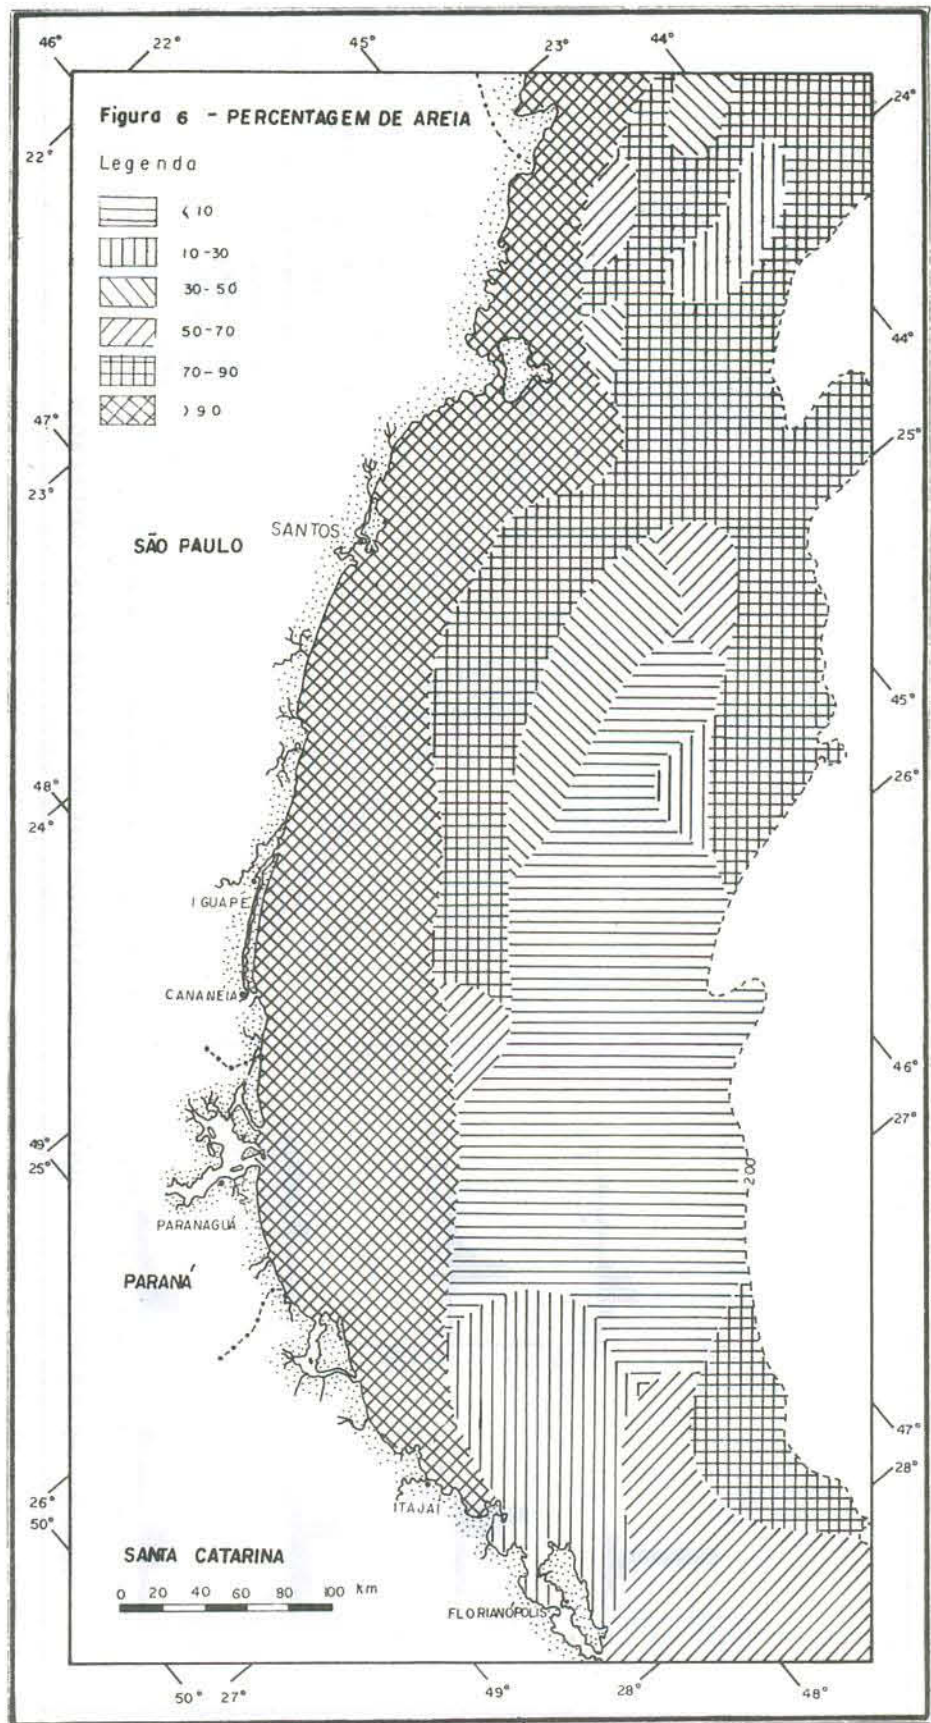 46° 22° 45° 23° 44°
24°
Figura 6 - PERCENTAGEM DE AREIA
22°
Legenda
< 10
10-30
30-50
50-70
70-90
> 90
44°
47°
25°
23°
SANTOS
SÃO PAULO
45°
48°
26°
24°
IGUAPE
CANANEIA
46°
27°
49°
25°
200
PARANAGUÁ
PARANÁ
47°
28°
26°
ITAJAÍ
50°
SANTA CATARINA
0 20 40 60 80 100 km
FLORIANÓPOLIS
50° 27° 49° 28° 48°